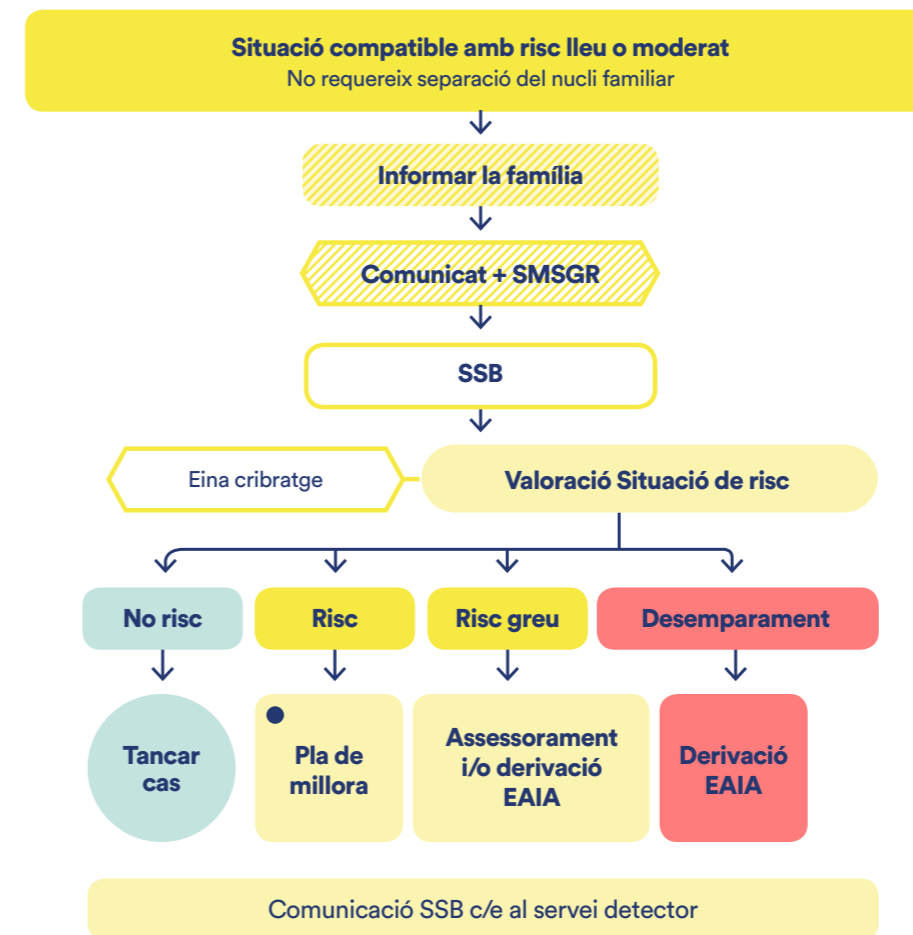 Situació compatible amb risc lleu o moderat
No requereix separació del nucli familiar
Informar la família
Comunicat + SMSGR
SSB
Eina cribratge
Valoració Situació de risc
No risc
Risc
Risc greu
Desemparament
Tancar
cas
Pla de
millora
Assessorament
i/o derivació
EAIA
Derivació
EAIA
Comunicació SSB c/e al servei detector